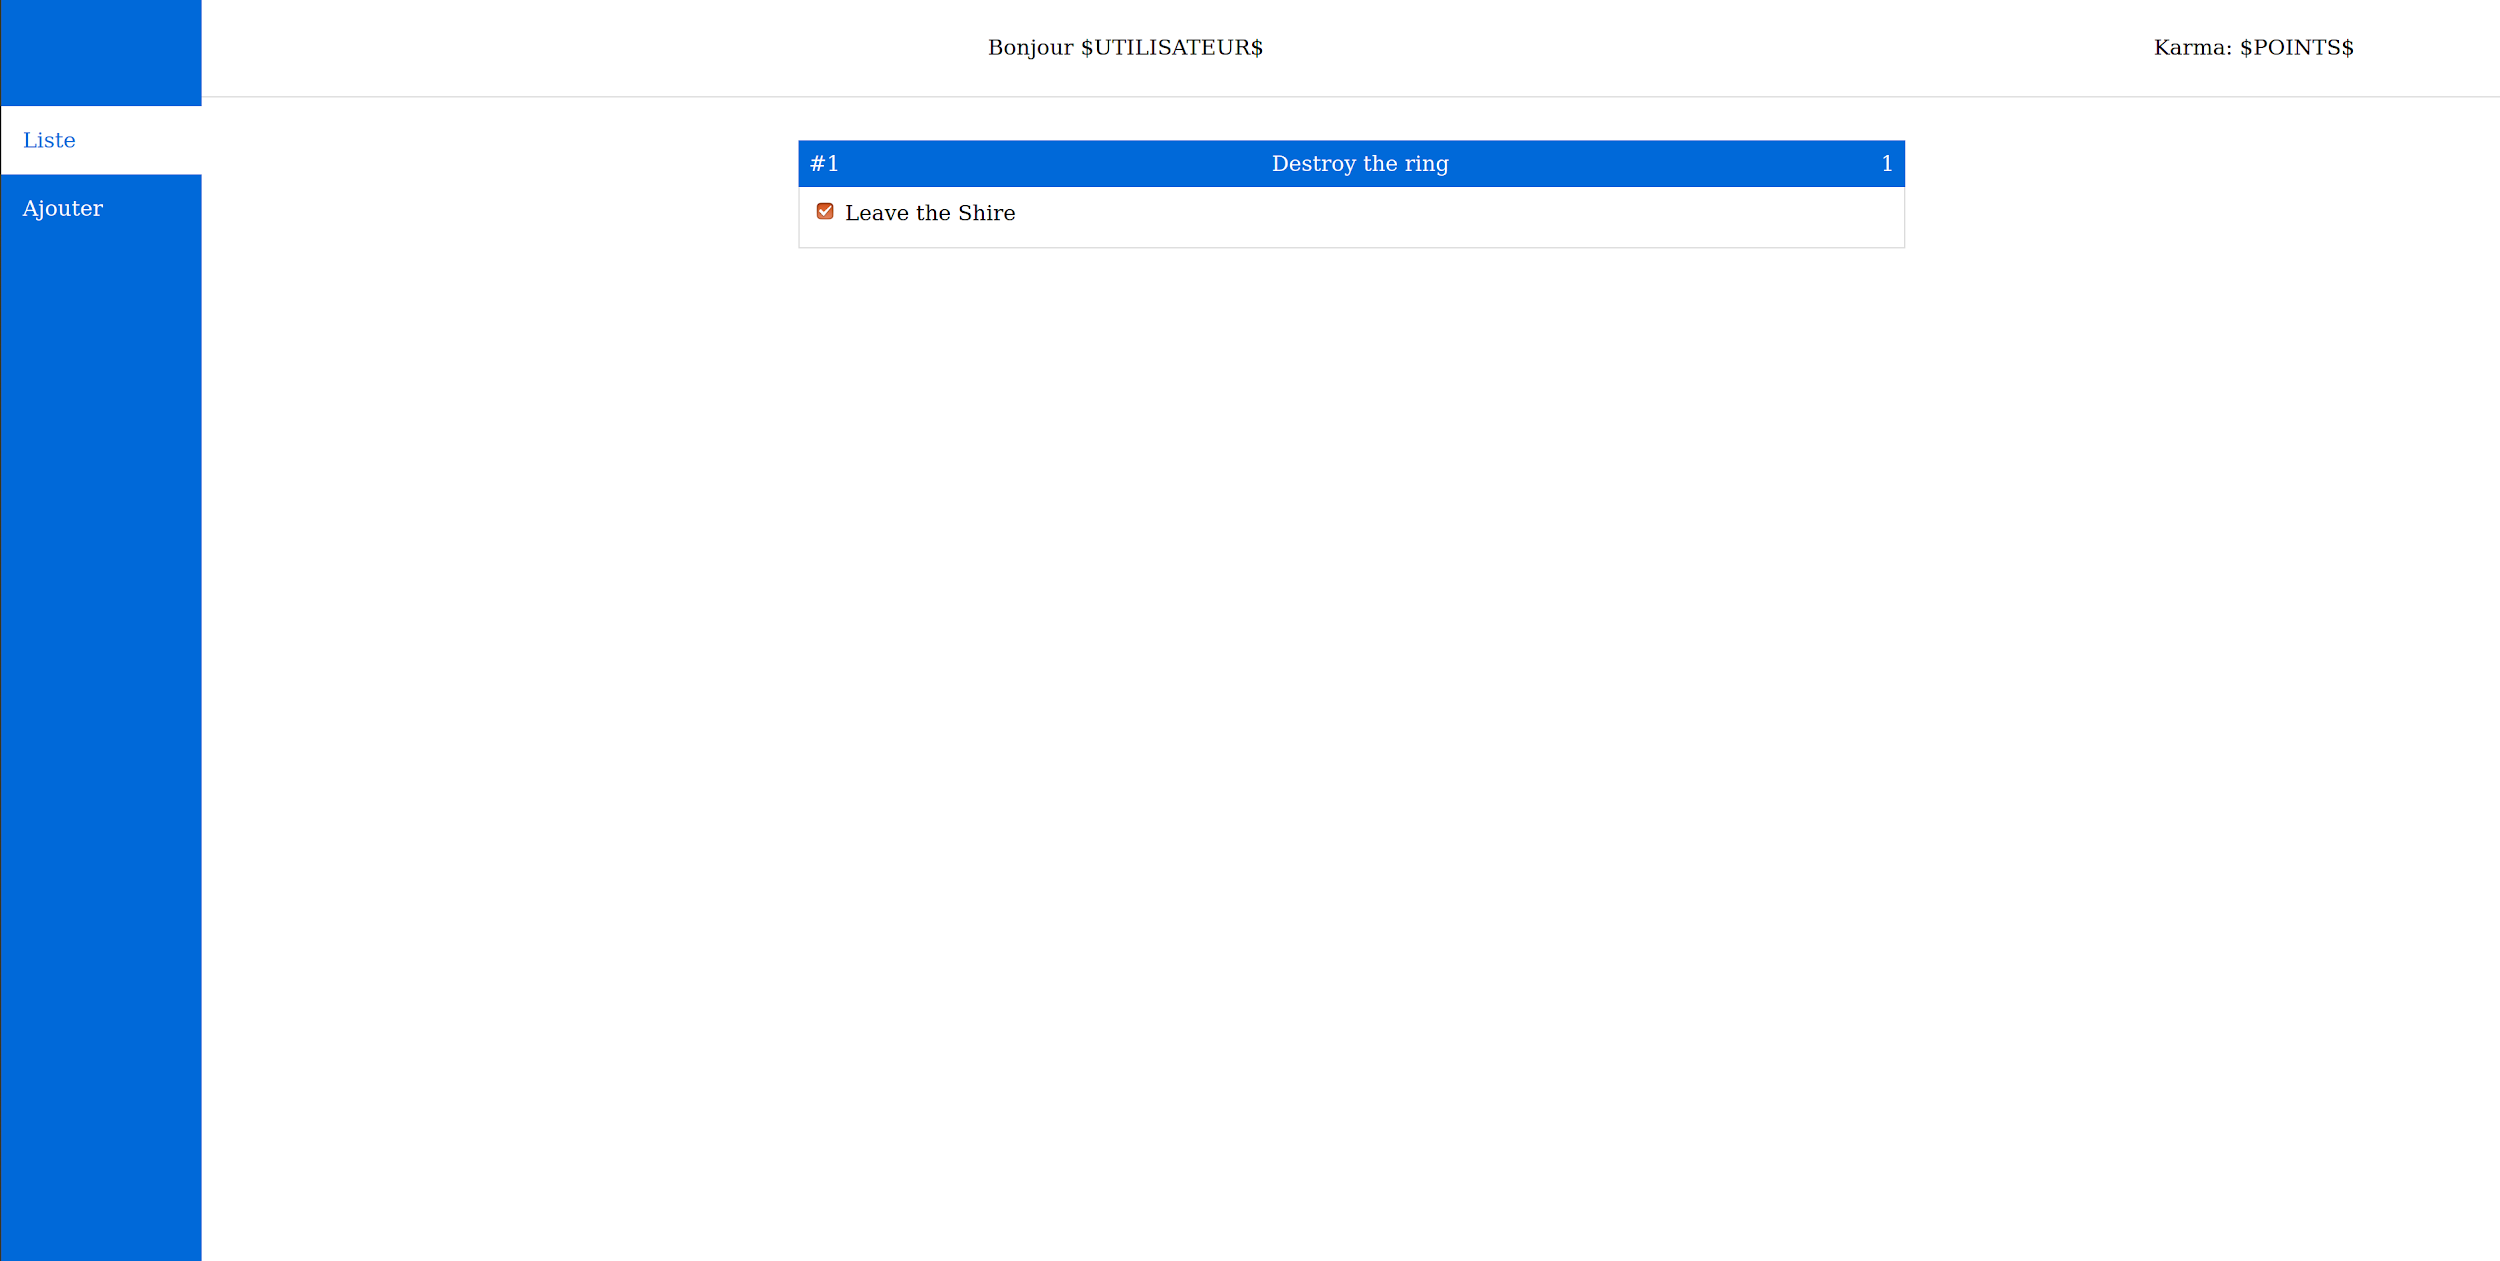 Bonjour $UTILISATEUR$
Karma: $POINTS$
Liste
Ajouter
#1 Destroy the ring 1
Leave the Shire